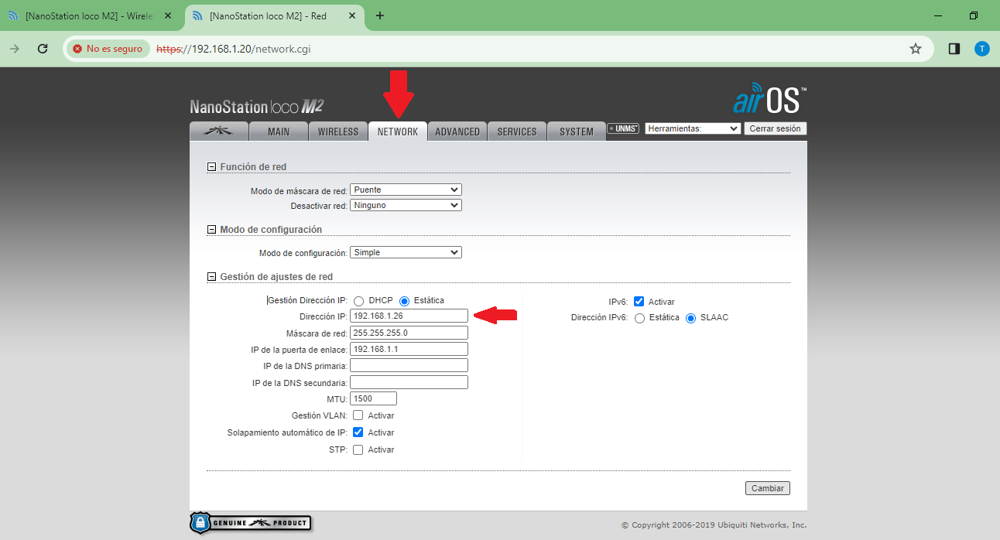 [NanoStation loco M2] - Wirele
[NanoStation loco M2] - Red
No es seguro
https://192.168.1.20/network.cgi
T
NanoStation loco M2
airOS™
MAIN
WIRELESS
NETWORK
ADVANCED
SERVICES
SYSTEM
UNMS™
Herramientas:
Cerrar sesión
Función de red
Modo de máscara de red: Puente
Desactivar red: Ninguno
Modo de configuración
Modo de configuración: Simple
Gestión de ajustes de red
Gestión Dirección IP: DHCP Estática
Dirección IP: 192.168.1.26
Máscara de red: 255.255.255.0
IP de la puerta de enlace: 192.168.1.1
IP de la DNS primaria:
IP de la DNS secundaria:
MTU: 1500
Gestión VLAN: Activar
Solapamiento automático de IP: Activar
STP: Activar
IPv6: Activar
Dirección IPv6: Estática SLAAC
Cambiar
GENUINE PRODUCT
© Copyright 2006-2019 Ubiquiti Networks, Inc.